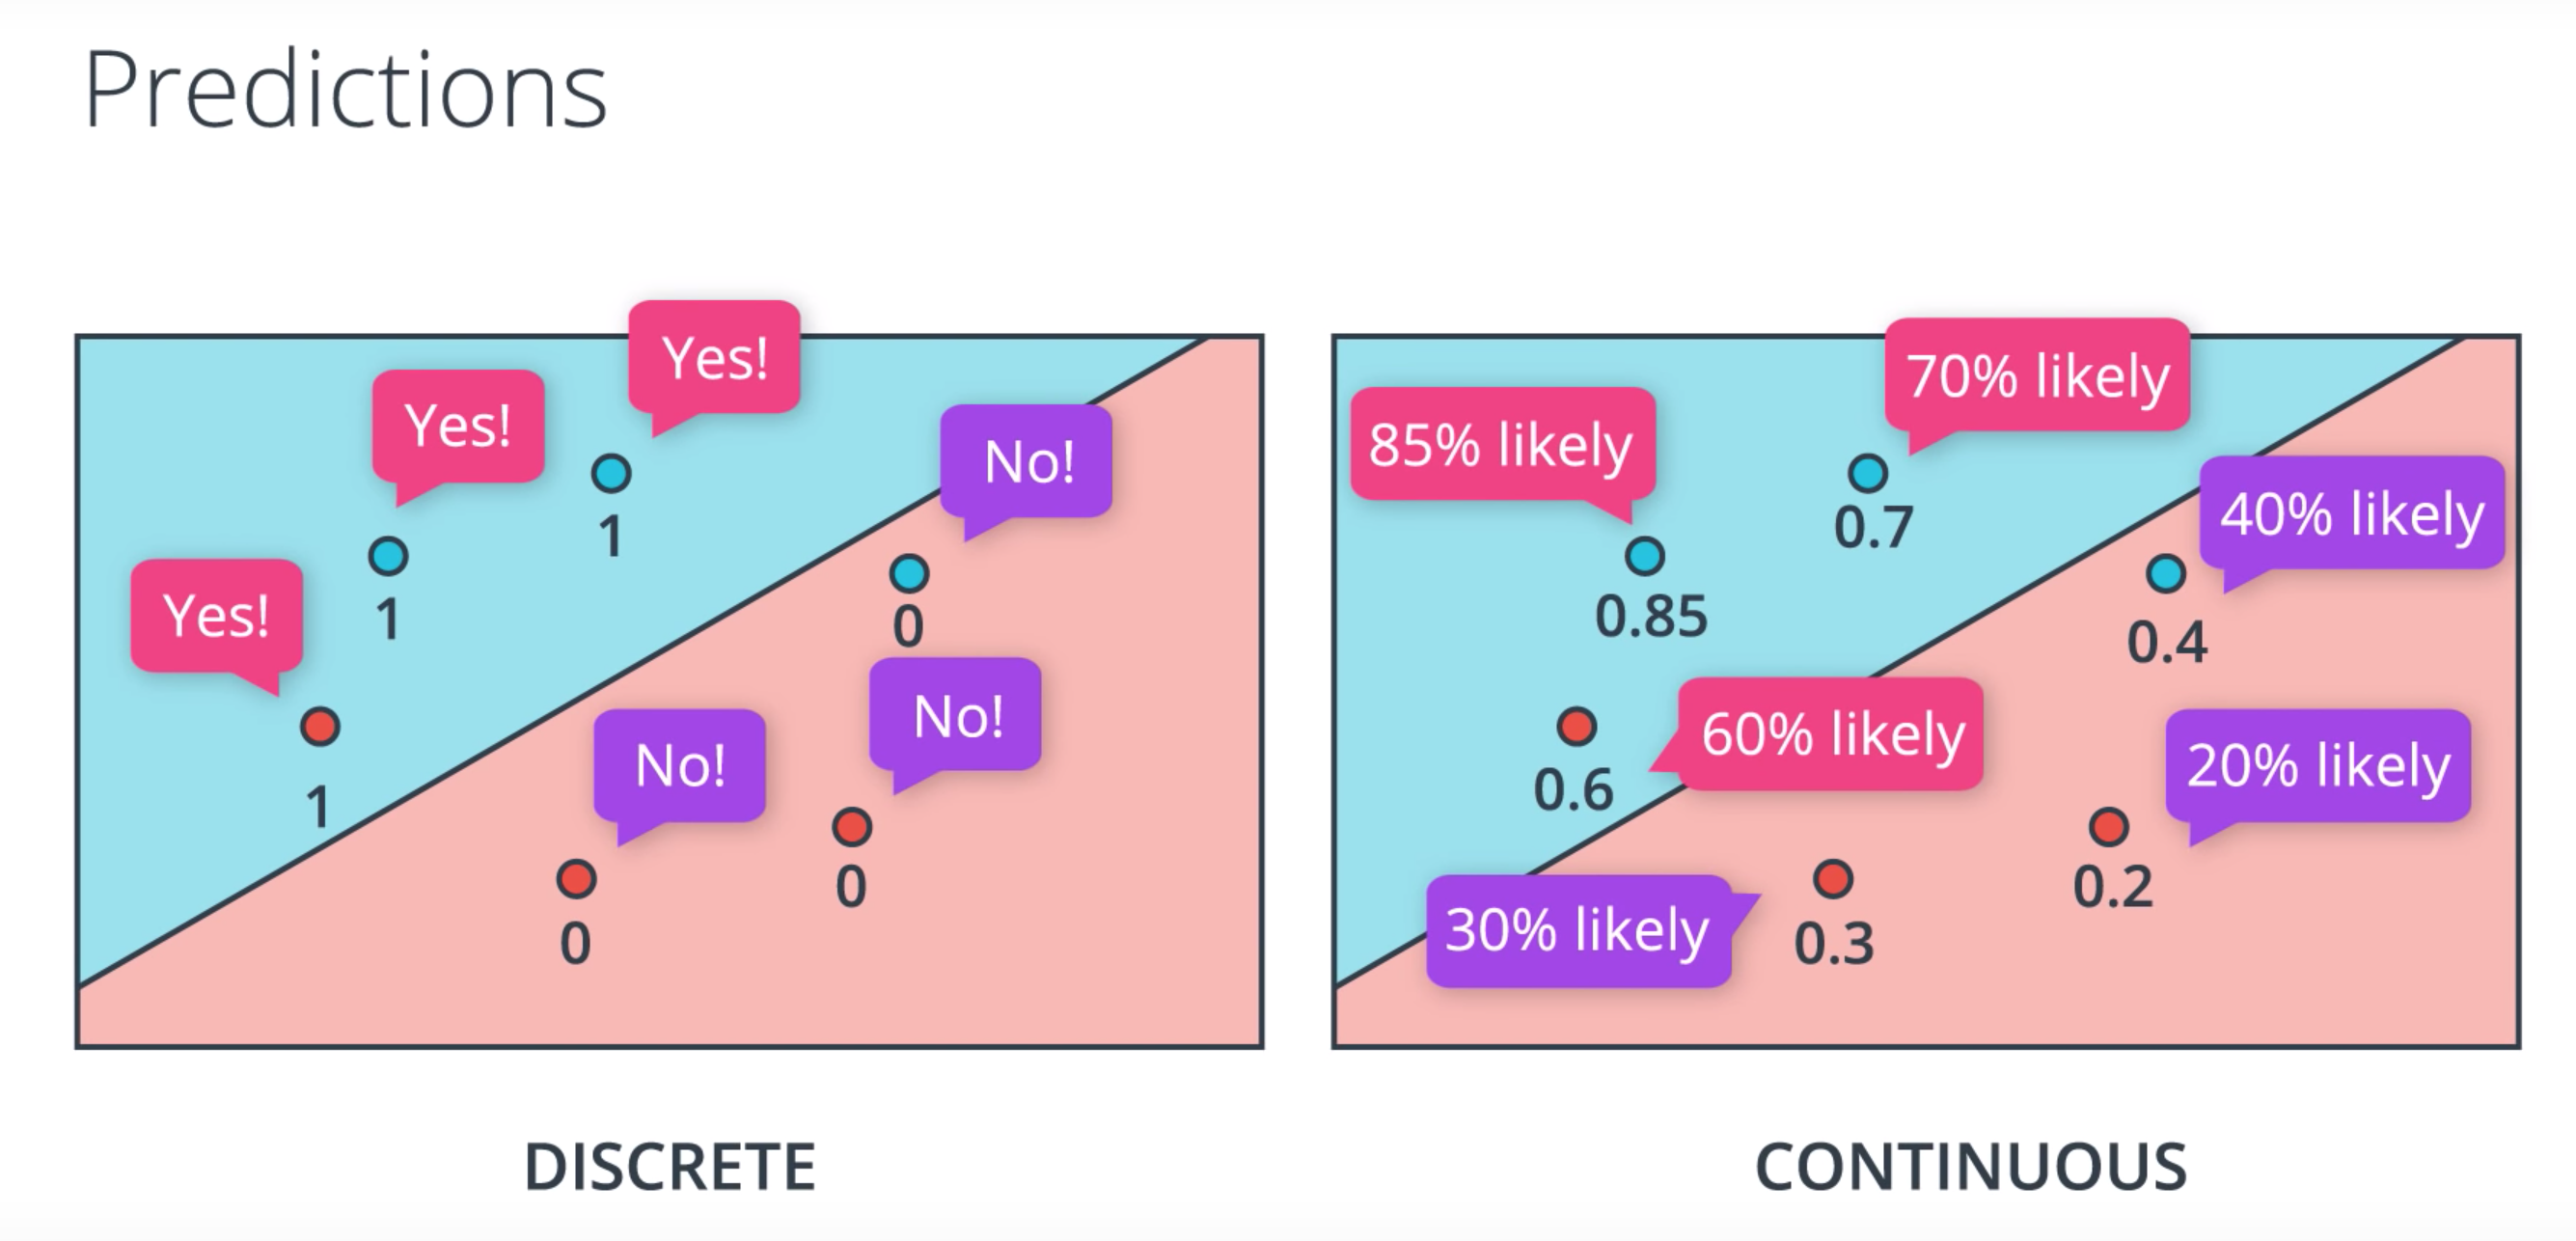 Predictions
Yes!
1
Yes!
1
Yes!
1
No!
0
No!
0
No!
0
DISCRETE
70% likely
0.7
85% likely
0.85
40% likely
0.4
60% likely
0.6
20% likely
0.2
30% likely
0.3
CONTINUOUS